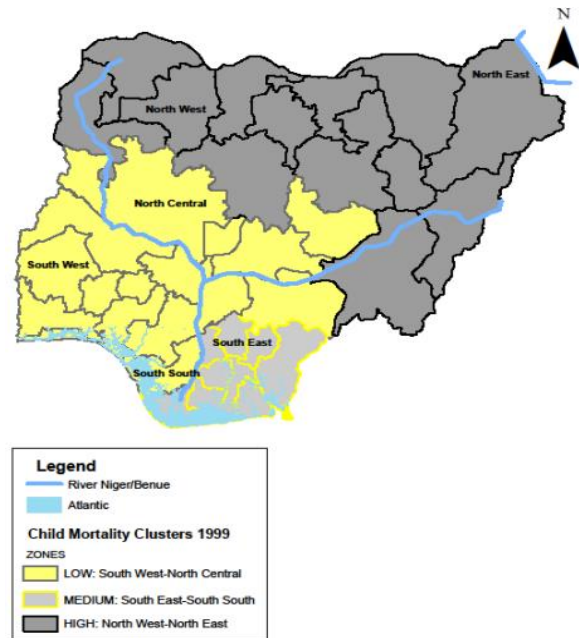 N
North East
North West
North Central
South West
South East
South South
Legend
River Niger/Benue
Atlantic
Child Mortality Clusters 1999
ZONES
LOW: South West-North Central
MEDIUM: South East-South South
HIGH: North West-North East